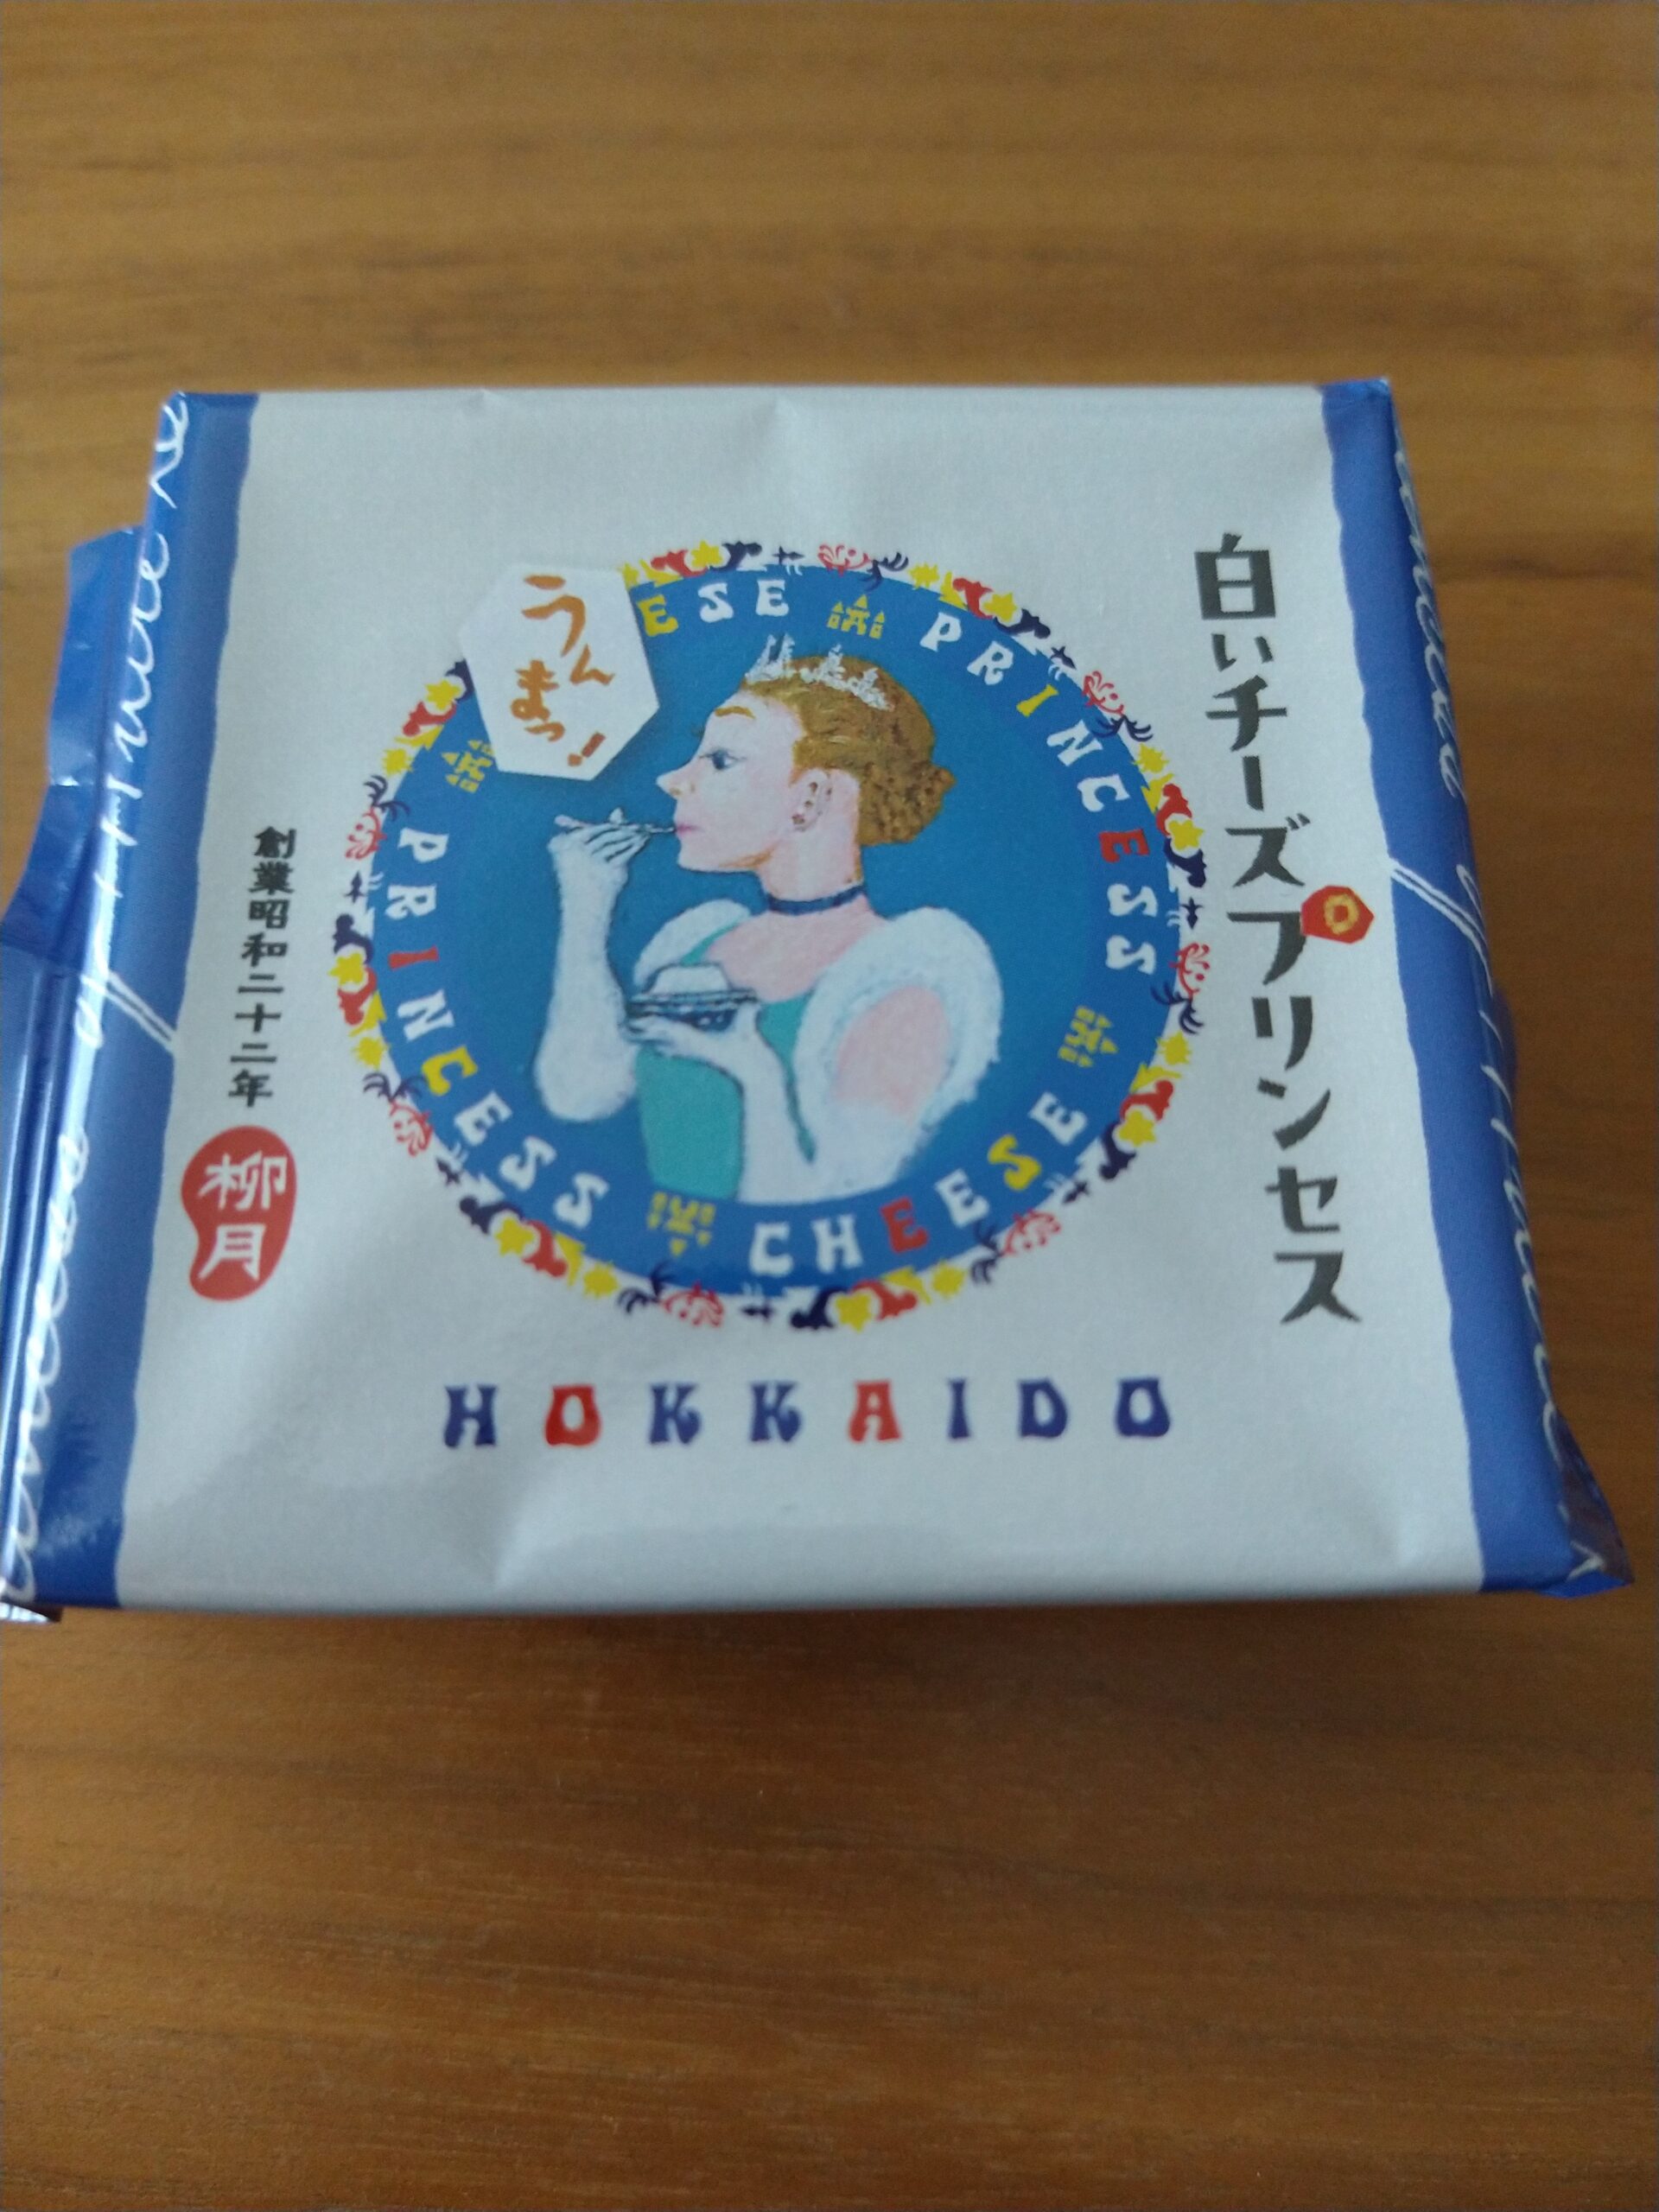 白いチーズプリンセス
うんまっ!
ESE PRINCESS CHEESE PRINCESS
創業昭和二十二年
柳月
HOKKAIDO